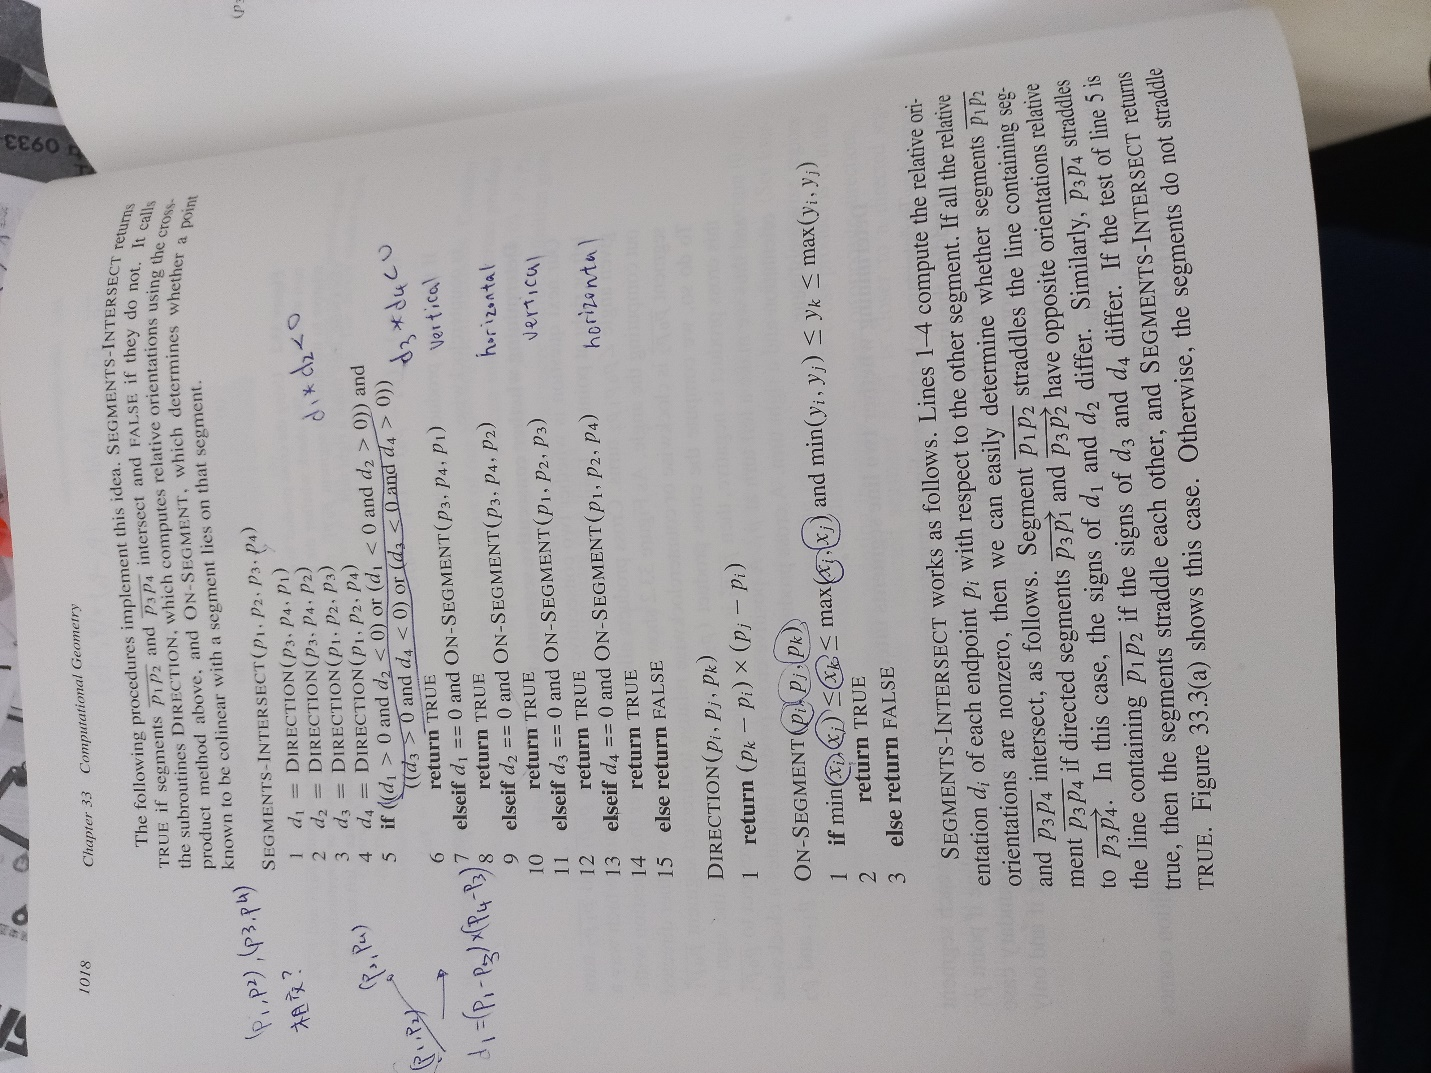 0933
1018 Chapter 33 Computational Geometry
The following procedures implement this idea. SEGMENTS-INTERSECT returns
TRUE if segments p1p2 and p3p4 intersect and FALSE if they do not. It calls
the subroutines DIRECTION, which computes relative orientations using the cross-
product method above, and ON-SEGMENT, which determines whether a point
known to be colinear with a segment lies on that segment.
(P1,P2),(P3,P4)
相交?
SEGMENTS-INTERSECT(p1, p2, p3, p4)
1 d1 = DIRECTION(p3, p4, p1)
2 d2 = DIRECTION(p3, p4, p2)
d1*d2<0
3 d3 = DIRECTION(p1, p2, p3)
4 d4 = DIRECTION(p1, p2, p4)
5 if ((d1 > 0 and d2 < 0) or (d1 < 0 and d2 > 0)) and
((d3 > 0 and d4 < 0) or (d3 < 0 and d4 > 0))
d3*d4<0
6 return TRUE
7 elseif d1 == 0 and ON-SEGMENT(p3, p4, p1) vertical
8 return TRUE
9 elseif d2 == 0 and ON-SEGMENT(p3, p4, p2) horizontal
10 return TRUE
11 elseif d3 == 0 and ON-SEGMENT(p1, p2, p3) vertical
12 return TRUE
13 elseif d4 == 0 and ON-SEGMENT(p1, p2, p4) horizontal
14 return TRUE
15 else return FALSE
(P3,P4)
(P1,P2)
d1=(P1-P3)×(P4-P3)
DIRECTION(pi, pj, pk)
1 return (pk − pi) × (pj − pi)
ON-SEGMENT(pi, pj, pk)
1 if min(xi, xj) ≤ xk ≤ max(xi, xj) and min(yi, yj) ≤ yk ≤ max(yi, yj)
2 return TRUE
3 else return FALSE
SEGMENTS-INTERSECT works as follows. Lines 1–4 compute the relative ori-
entation di of each endpoint pi with respect to the other segment. If all the relative
orientations are nonzero, then we can easily determine whether segments p1p2
and p3p4 intersect, as follows. Segment p1p2 straddles the line containing seg-
ment p3p4 if directed segments p3p1 and p3p2 have opposite orientations relative
to p3p4. In this case, the signs of d1 and d2 differ. Similarly, p3p4 straddles
the line containing p1p2 if the signs of d3 and d4 differ. If the test of line 5 is
true, then the segments straddle each other, and SEGMENTS-INTERSECT returns
TRUE. Figure 33.3(a) shows this case. Otherwise, the segments do not straddle